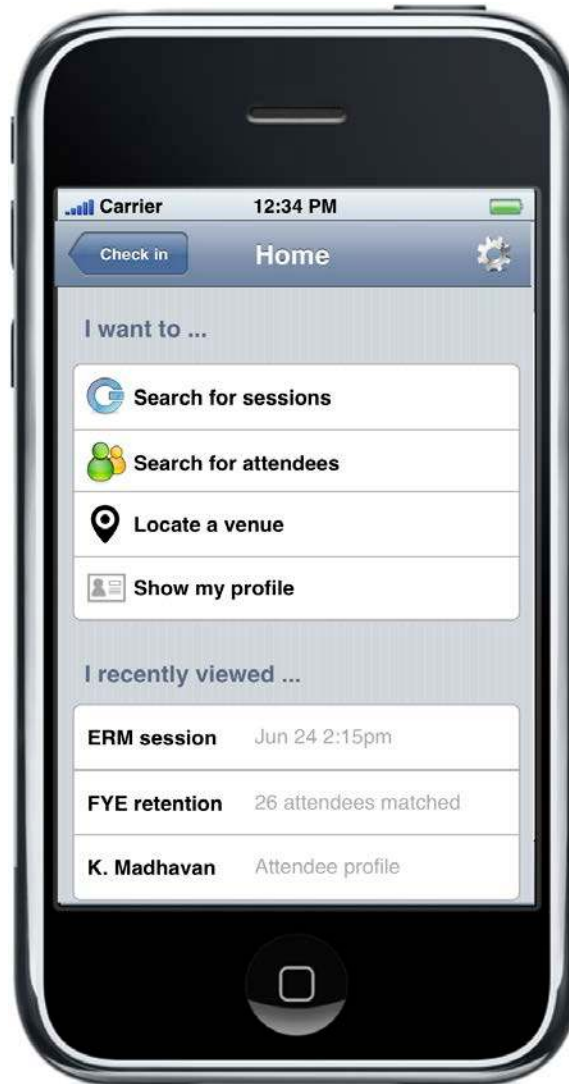 Carrier 12:34 PM
Check in Home
I want to ...
Search for sessions
Search for attendees
Locate a venue
Show my profile
I recently viewed ...
ERM session Jun 24 2:15pm
FYE retention 26 attendees matched
K. Madhavan Attendee profile